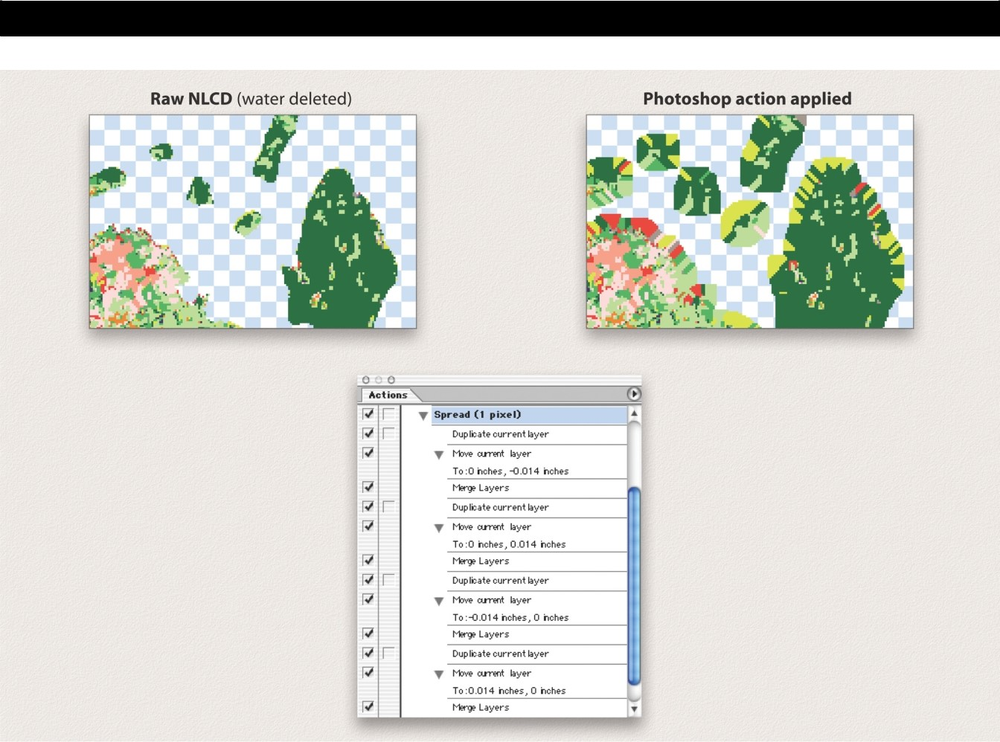 Raw NLCD (water deleted)
Photoshop action applied
Actions
Spread (1 pixel)
Duplicate current layer
Move current layer
To: 0 inches, -0.014 inches
Merge Layers
Duplicate current layer
Move current layer
To: 0 inches, 0.014 inches
Merge Layers
Duplicate current layer
Move current layer
To: -0.014 inches, 0 inches
Merge Layers
Duplicate current layer
Move current layer
To: 0.014 inches, 0 inches
Merge Layers